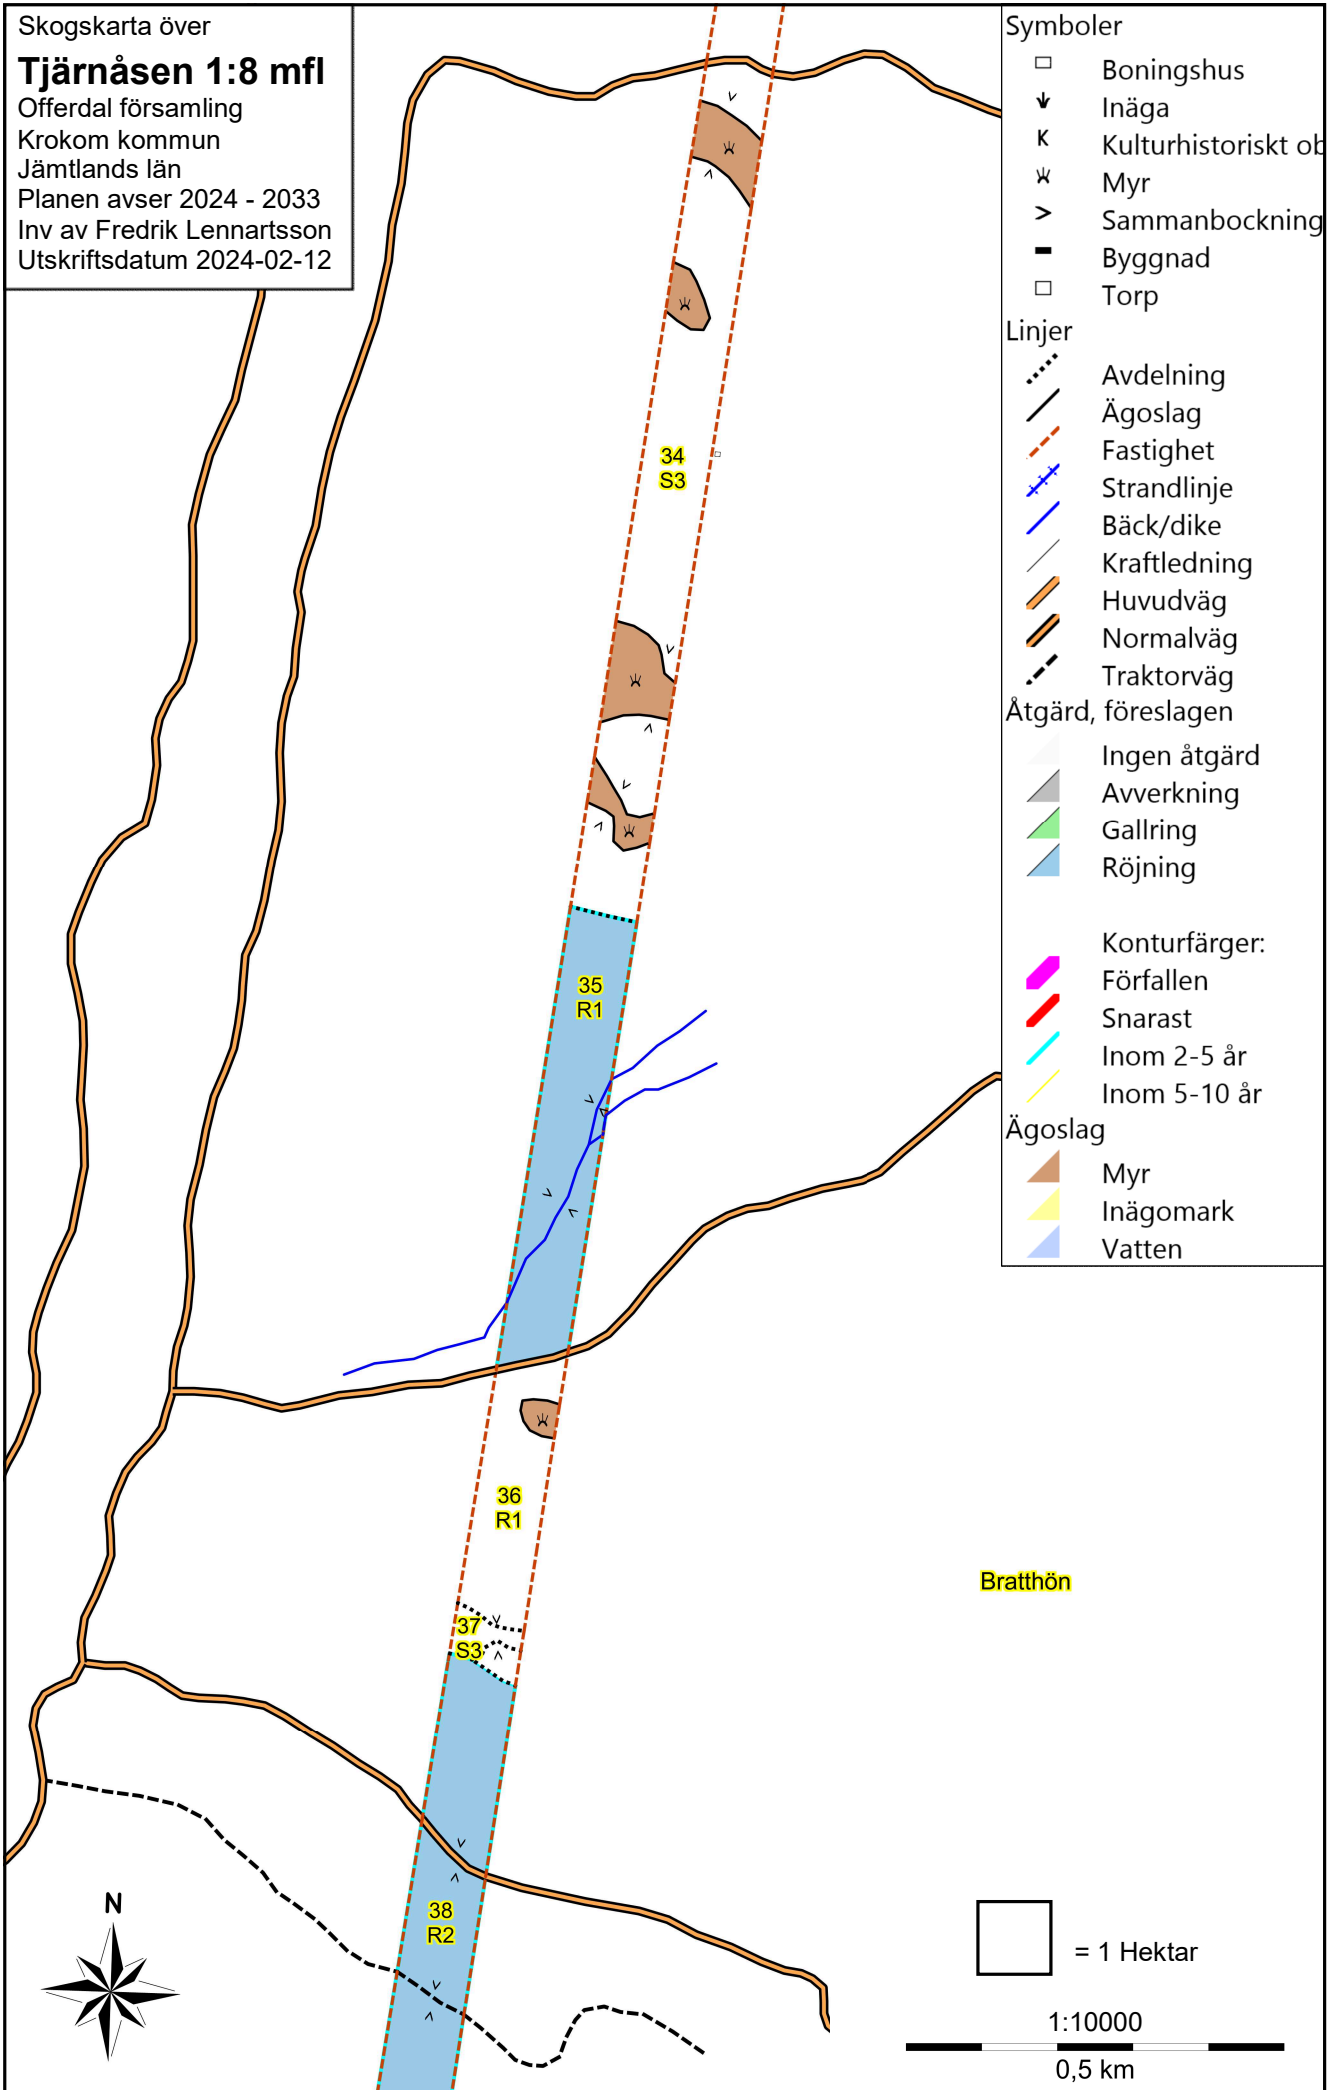 Skogskarta över
Tjärnåsen 1:8 mfl
Offerdal församling
Krokom kommun
Jämtlands län
Planen avser 2024 - 2033
Inv av Fredrik Lennartsson
Utskriftsdatum 2024-02-12
Symboler
Boningshus
Inäga
Kulturhistoriskt ob
Myr
Sammanbockning
Byggnad
Torp
Linjer
Avdelning
Ägoslag
Fastighet
Strandlinje
Bäck/dike
Kraftledning
Huvudväg
Normalväg
Traktorväg
Åtgärd, föreslagen
Ingen åtgärd
Avverkning
Gallring
Röjning
Konturfärger:
Förfallen
Snarast
Inom 2-5 år
Inom 5-10 år
Ägoslag
Myr
Inägomark
Vatten
34
S3
35
R1
36
R1
Bratthön
37
S3
38
R2
N
= 1 Hektar
1:10000
0,5 km